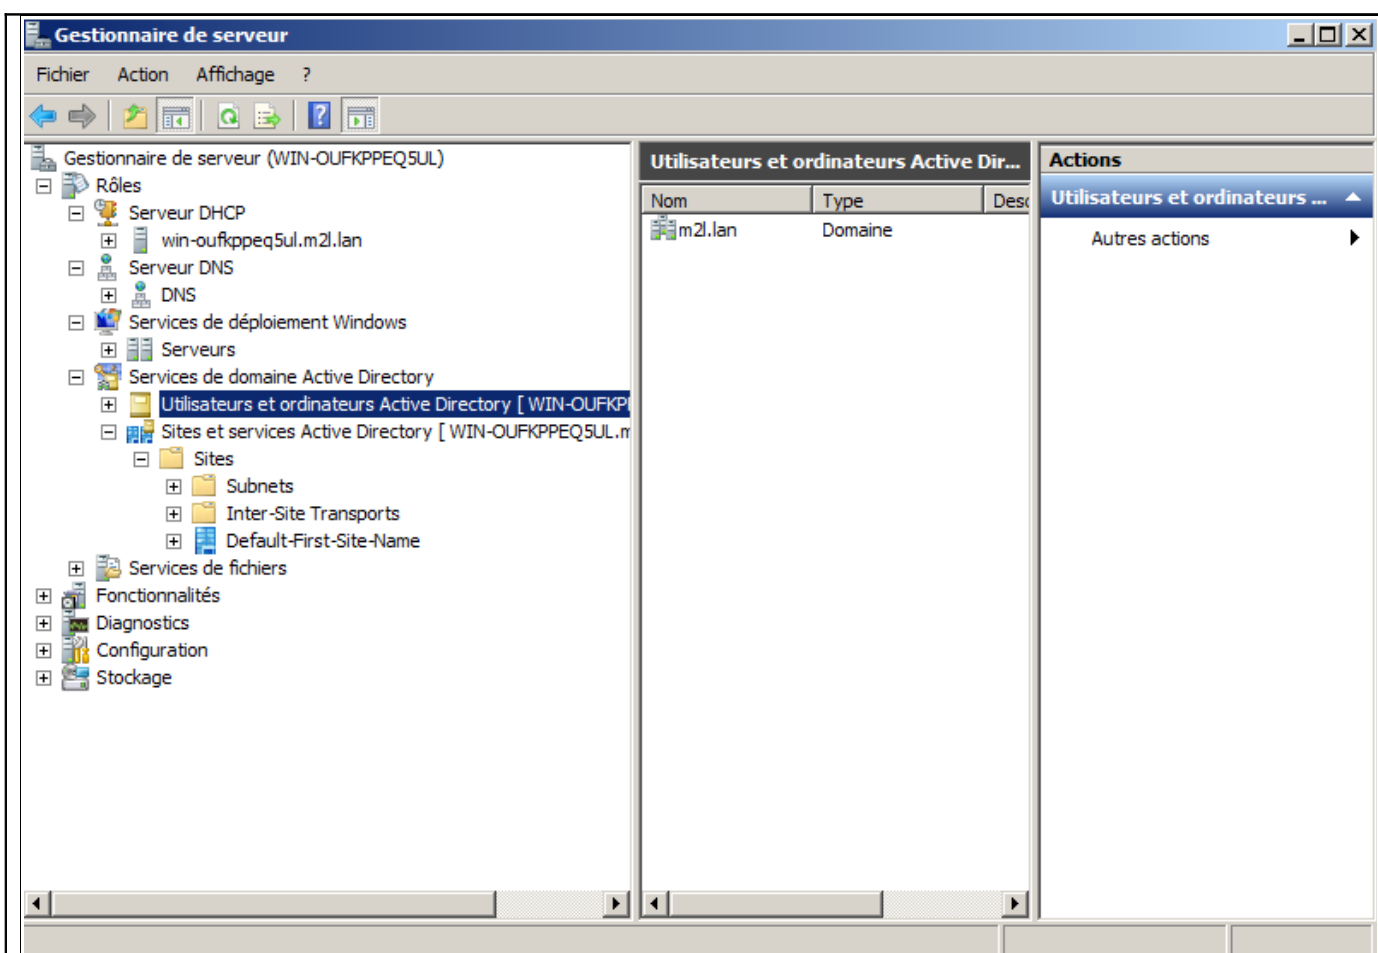 Gestionnaire de serveur
Fichier Action Affichage ?
Gestionnaire de serveur (WIN-OUFKPPEQ5UL)
Rôles
Serveur DHCP
win-oufkppeq5ul.m2l.lan
Serveur DNS
DNS
Services de déploiement Windows
Serveurs
Services de domaine Active Directory
Utilisateurs et ordinateurs Active Directory [ WIN-OUFKP
Sites et services Active Directory [ WIN-OUFKPPEQ5UL.m
Sites
Subnets
Inter-Site Transports
Default-First-Site-Name
Services de fichiers
Fonctionnalités
Diagnostics
Configuration
Stockage
Utilisateurs et ordinateurs Active Dir...
Nom Type Desc
m2l.lan Domaine
Actions
Utilisateurs et ordinateurs ...
Autres actions